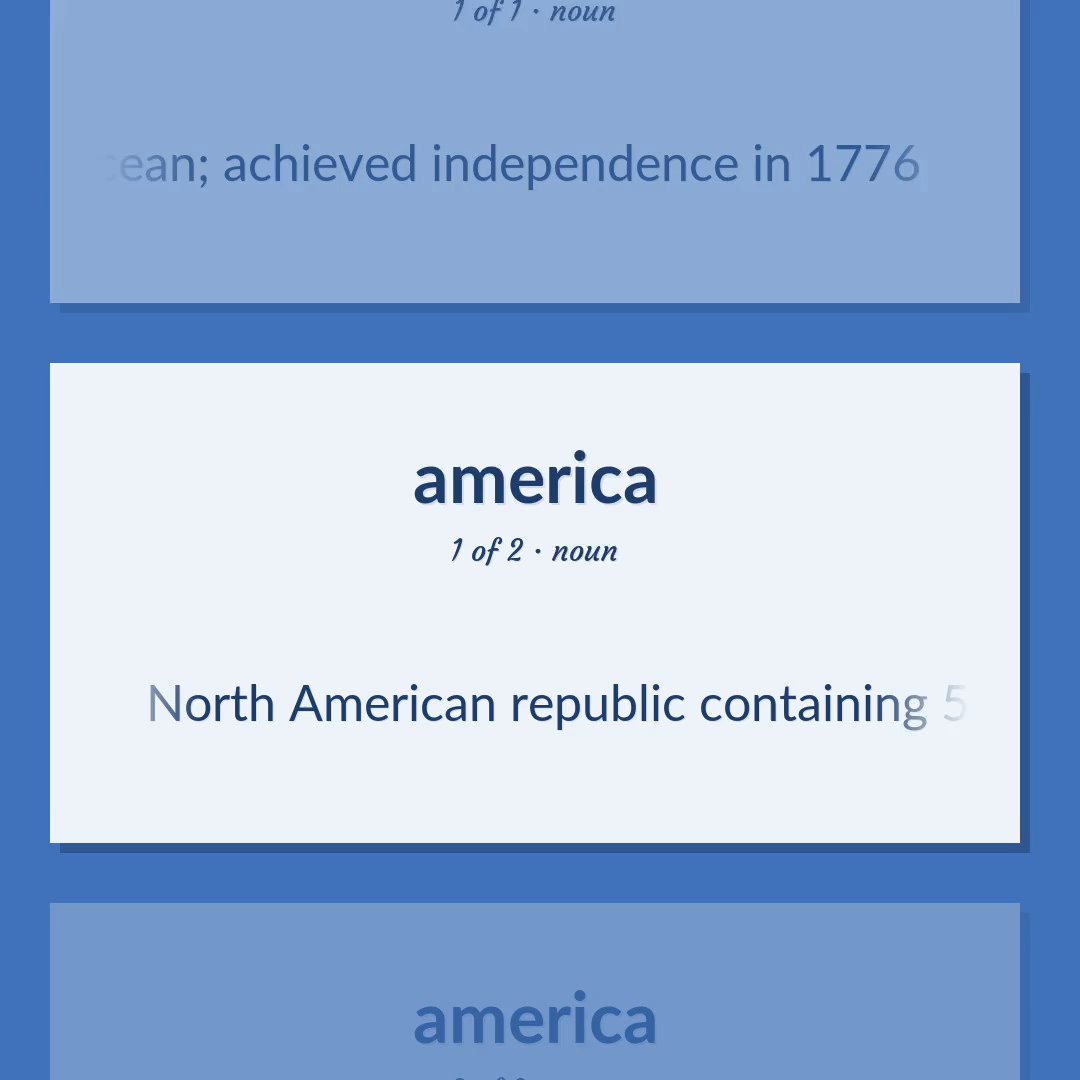 1 of 1 · noun
ean; achieved independence in 1776
america
1 of 2 · noun
North American republic containing 5
america